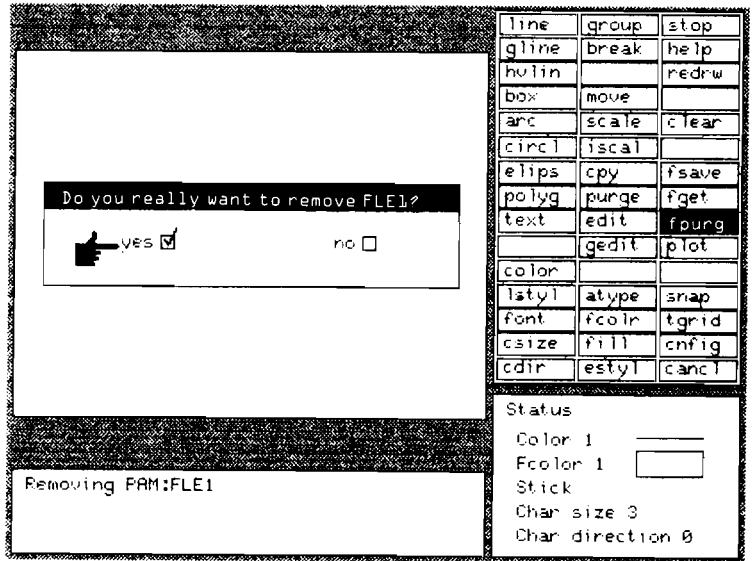 line group stop
gline break help
hvlin redrw
box move
arc scale clear
circl iscal
elips cpy fsave
polyg purge fget
text edit fpurg
gedit plot
color
lstyl atype snap
font fcolr tgrid
csize fill cnfig
cdir estyl cancl
Do you really want to remove FLE1?
yes no
Status
Color 1
Fcolor 1
Stick
Char size 3
Char direction 0
Removing PAM:FLE1